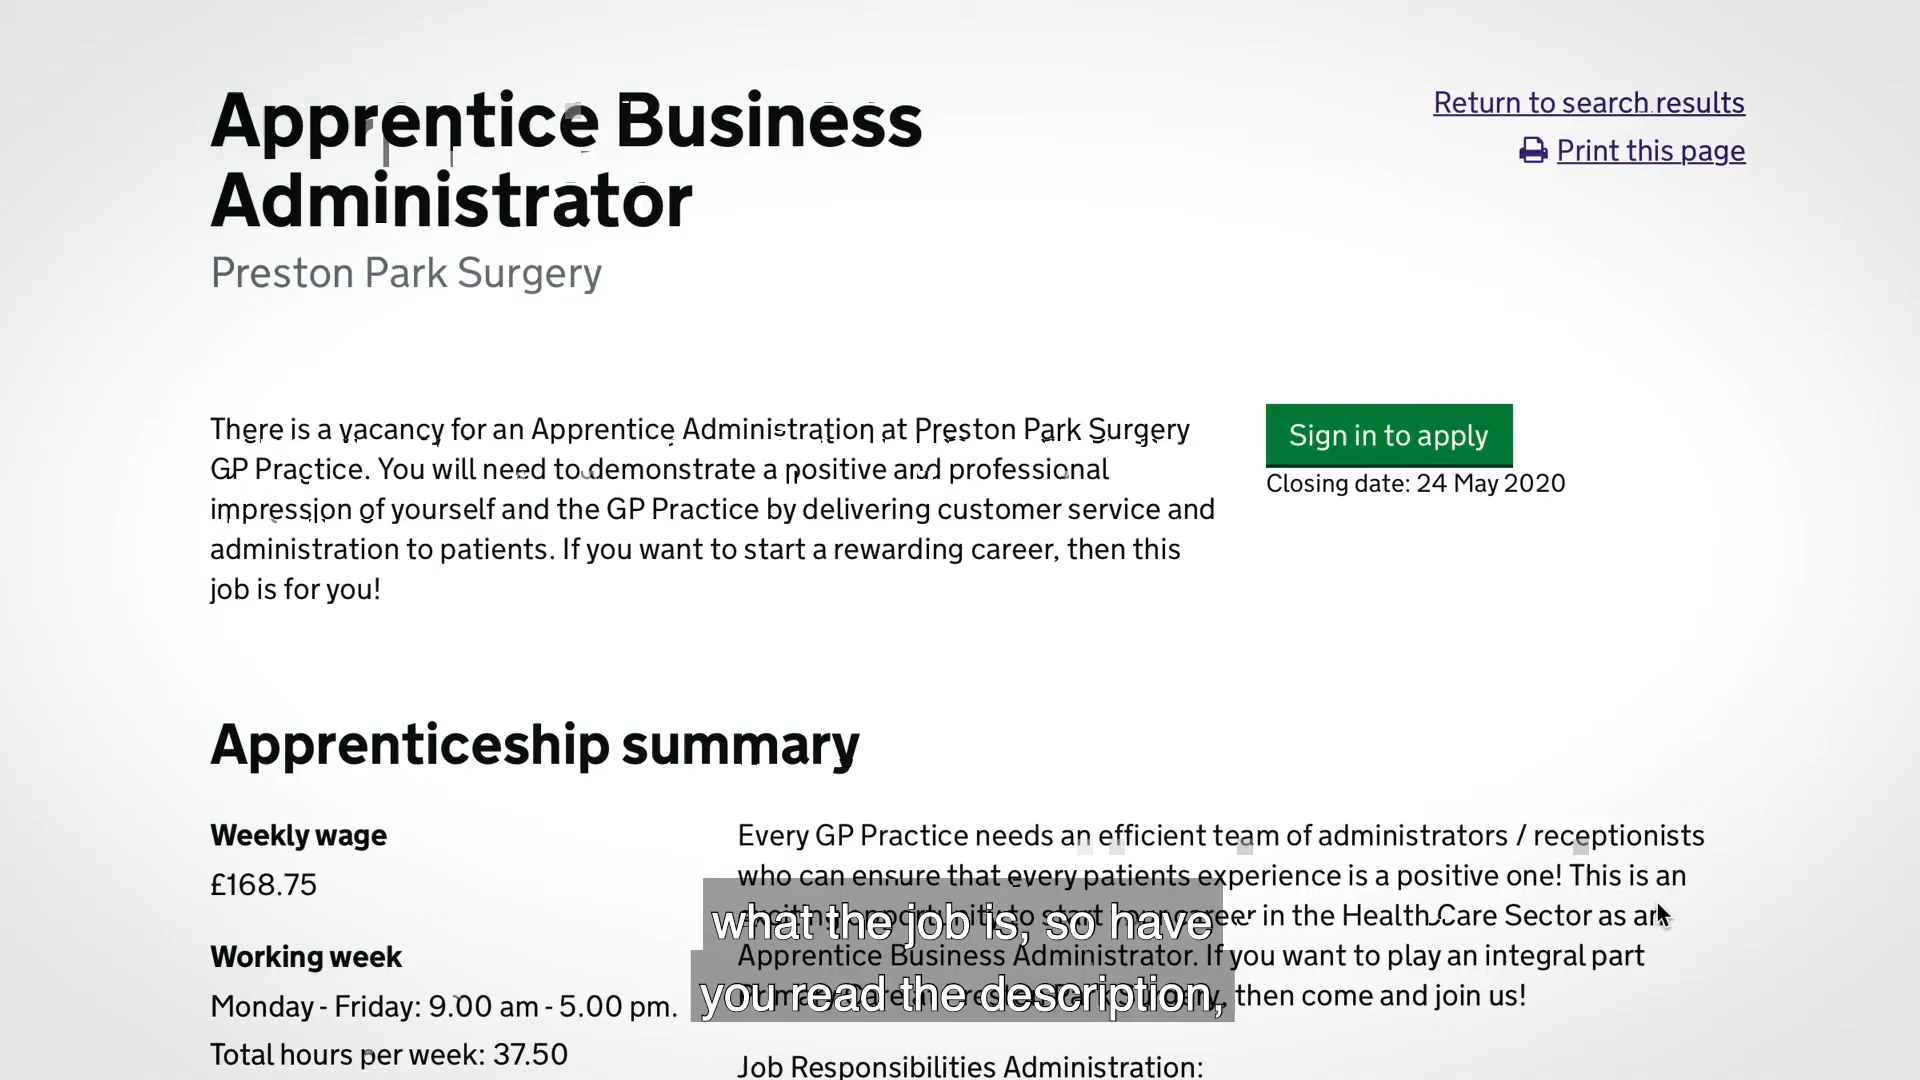 Apprentice Business
Administrator
Preston Park Surgery
Return to search results
Print this page
There is a vacancy for an Apprentice Administration at Preston Park Surgery
GP Practice. You will need to demonstrate a positive and professional
impression of yourself and the GP Practice by delivering customer service and
administration to patients. If you want to start a rewarding career, then this
job is for you!
Sign in to apply
Closing date: 24 May 2020
Apprenticeship summary
Weekly wage
£168.75
Working week
Monday - Friday: 9.00 am - 5.00 pm.
Total hours per week: 37.50
Every GP Practice needs an efficient team of administrators / receptionists
who can ensure that every patients experience is a positive one! This is an
career in the Health Care Sector as an
Apprentice Business Administrator. If you want to play an integral part
then come and join us!
Job Responsibilities Administration:
what the job is, so have
you read the description,